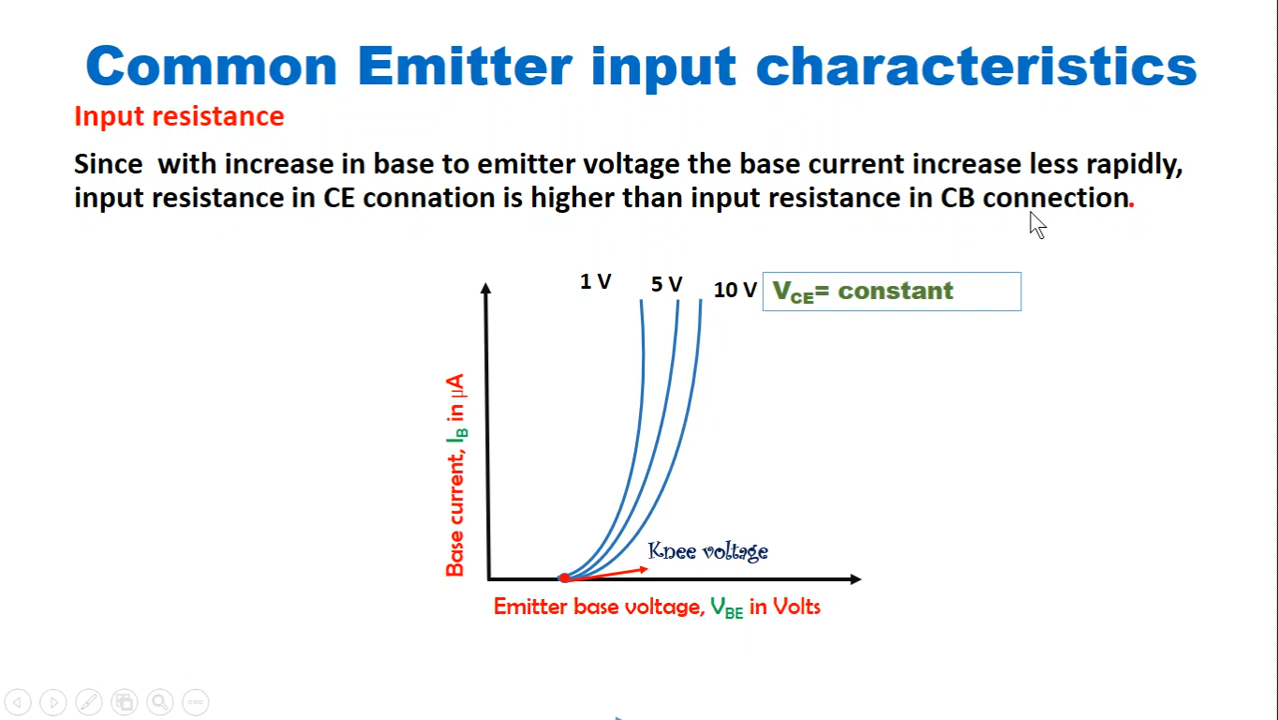 Common Emitter input characteristics
Input resistance
Since with increase in base to emitter voltage the base current increase less rapidly,
input resistance in CE connation is higher than input resistance in CB connection.
1 V
5 V
10 V
VCE= constant
Base current, IB in µA
Knee voltage
Emitter base voltage, VBE in Volts